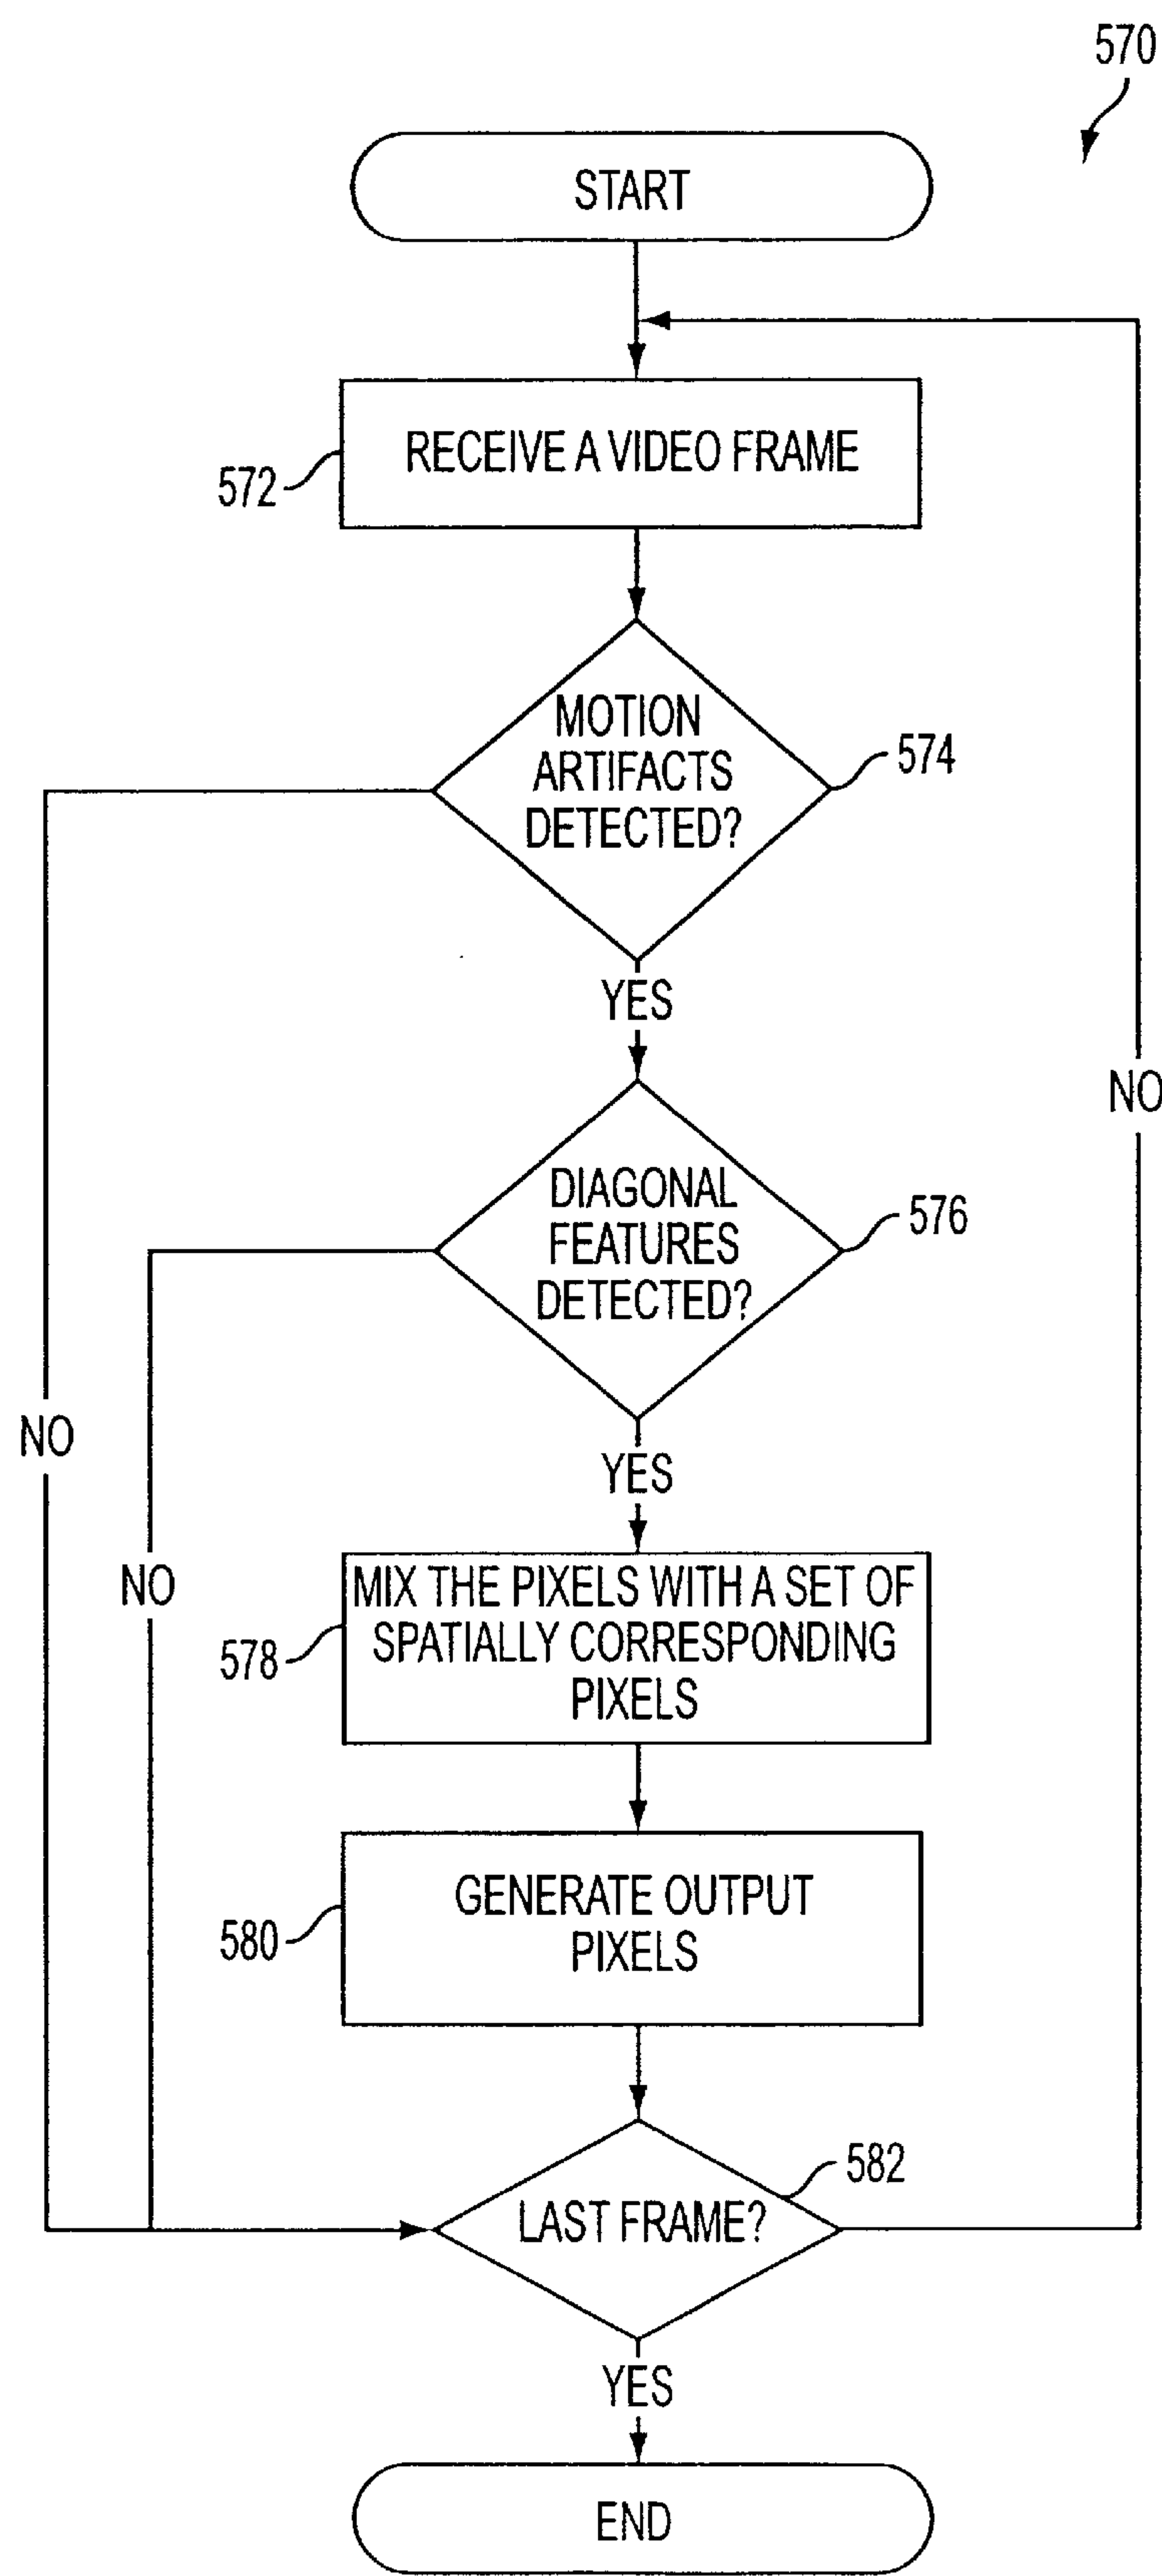 570
START
RECEIVE A VIDEO FRAME
572
MOTION
ARTIFACTS
DETECTED?
574
YES
NO
DIAGONAL
FEATURES
DETECTED?
576
NO
YES
NO
MIX THE PIXELS WITH A SET OF
SPATIALLY CORRESPONDING
PIXELS
578
GENERATE OUTPUT
PIXELS
580
582
LAST FRAME?
YES
END